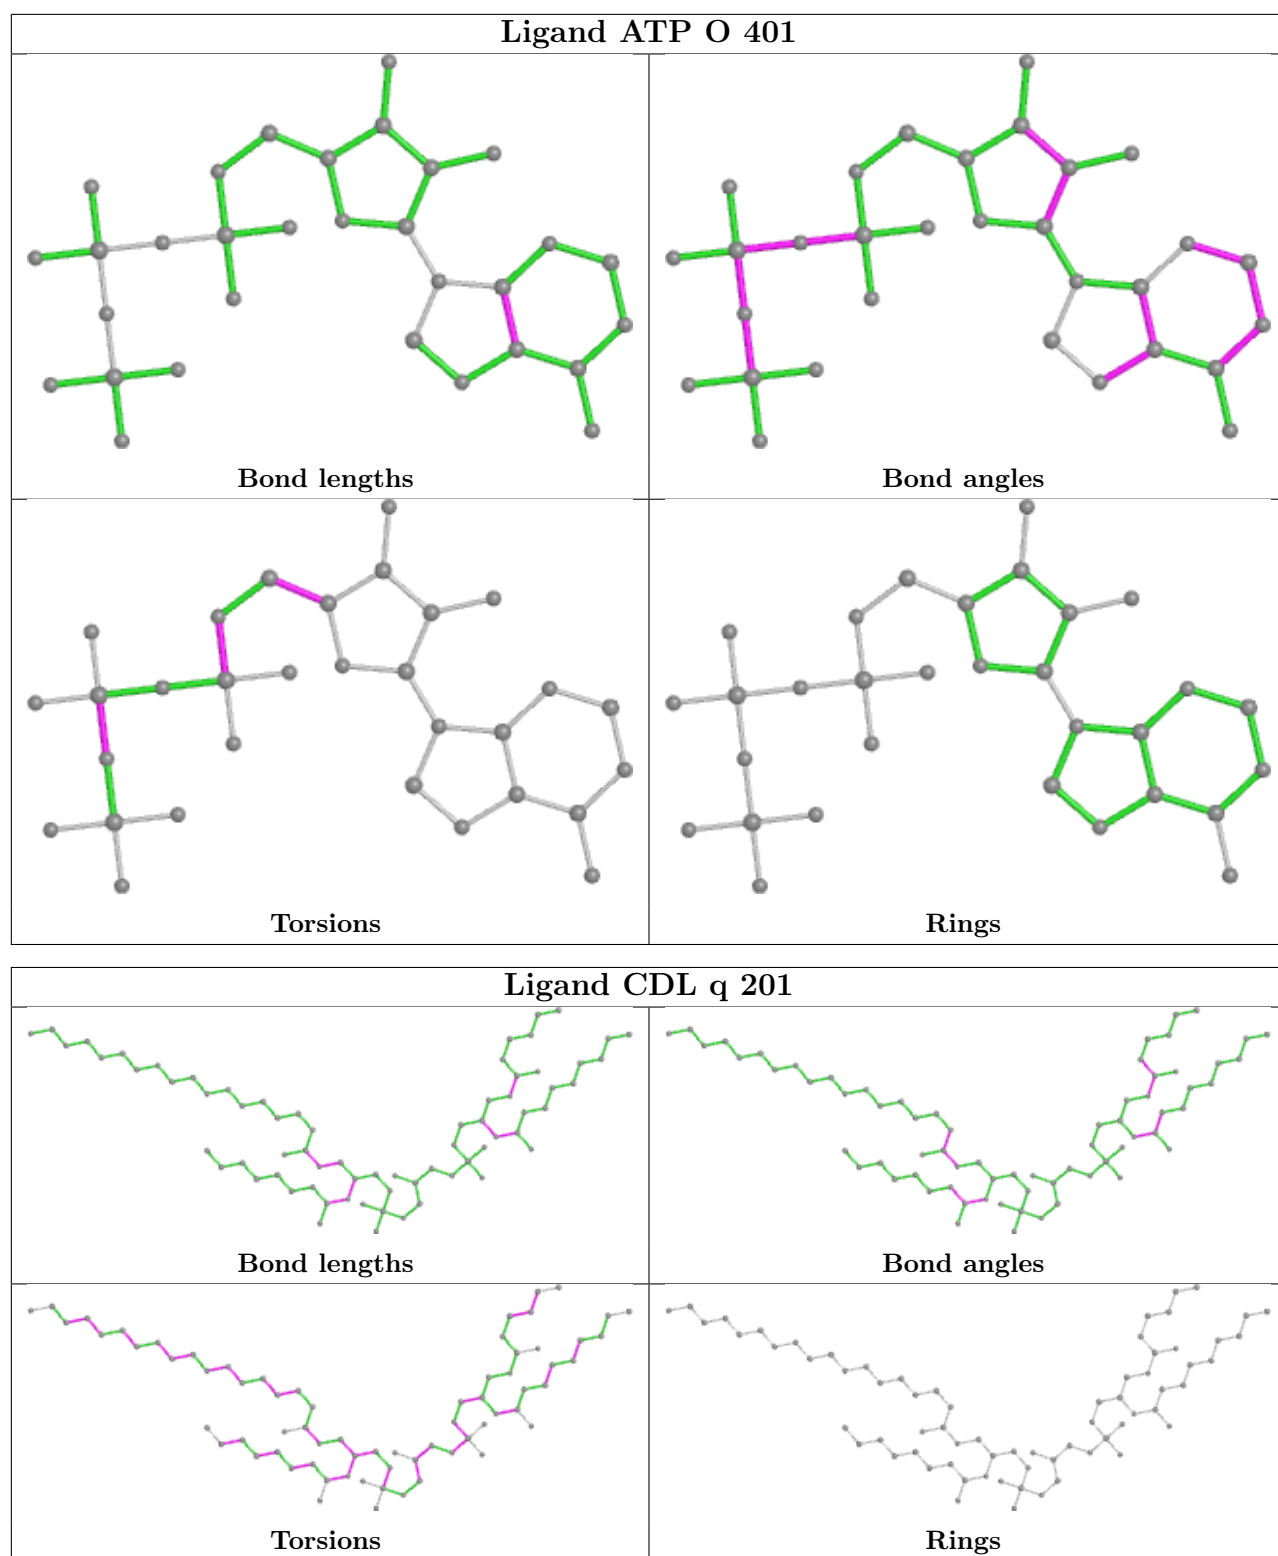 Ligand ATP O 401
Bond lengths
Bond angles
Torsions
Rings
Ligand CDL q 201
Bond lengths
Bond angles
Torsions
Rings